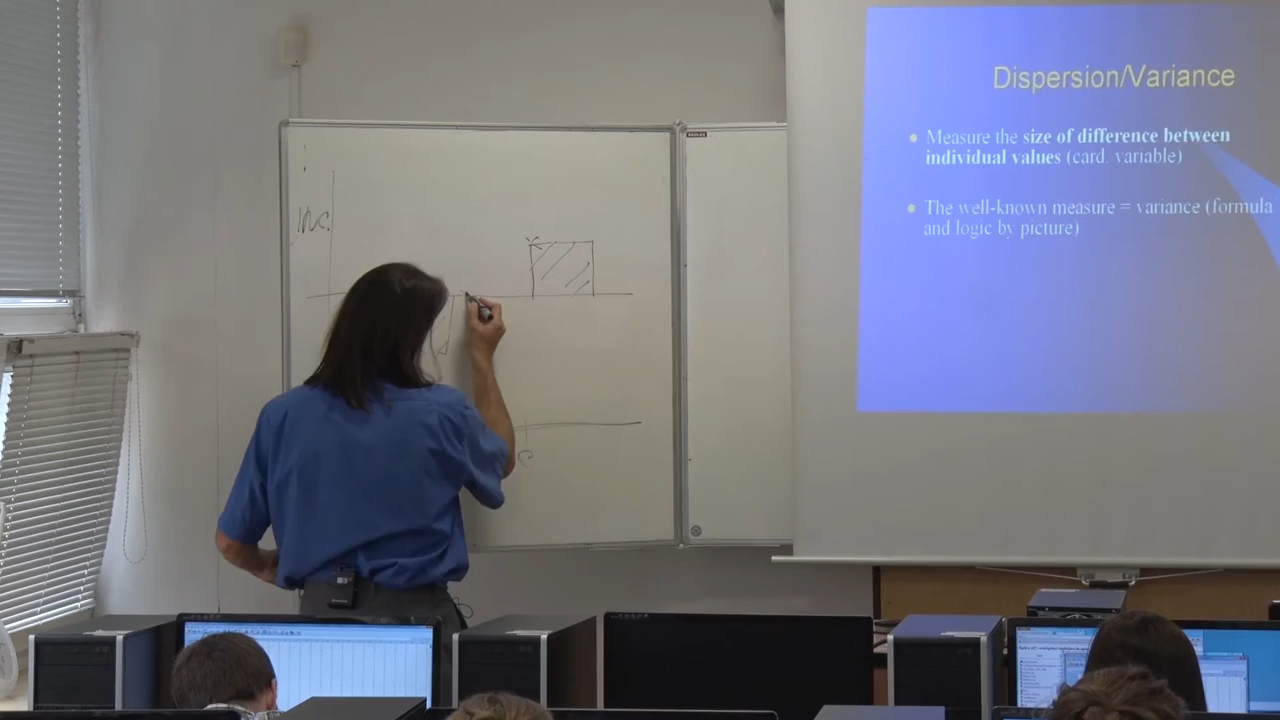 Dispersion/Variance
Measure the size of difference between
individual values (card. variable)
The well-known measure = variance (formula
and logic by picture)
INC.
C